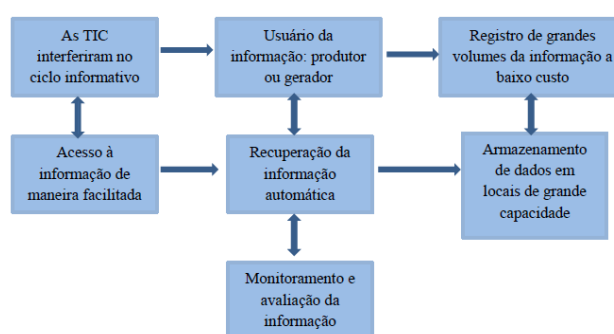 As TIC
interferiram no
ciclo informativo
Usuário da
informação: produtor
ou gerador
Registro de grandes
volumes da informação a
baixo custo
Acesso à
informação de
maneira facilitada
Recuperação da
informação
automática
Armazenamento
de dados em
locais de grande
capacidade
Monitoramento e
avaliação da
informação